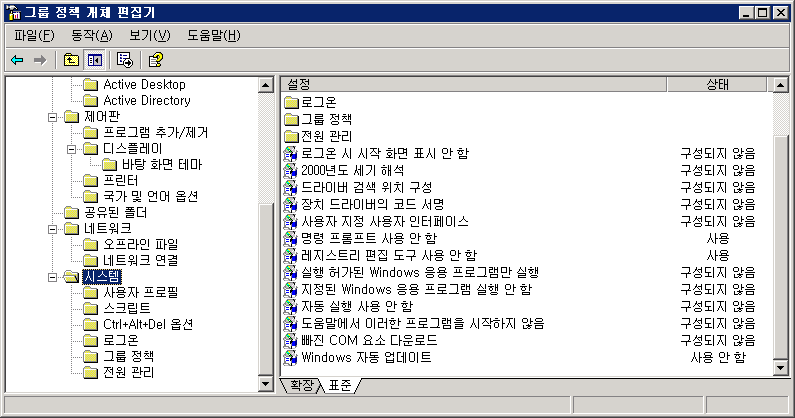 그룹 정책 개체 편집기
파일(F) 동작(A) 보기(V) 도움말(H)
Active Desktop
Active Directory
제어판
프로그램 추가/제거
디스플레이
바탕 화면 테마
프린터
국가 및 언어 옵션
공유된 폴더
네트워크
오프라인 파일
네트워크 연결
시스템
사용자 프로필
스크립트
Ctrl+Alt+Del 옵션
로그온
그룹 정책
전원 관리
설정 상태
로그온
그룹 정책
전원 관리
로그온 시 시작 화면 표시 안 함 구성되지 않음
2000년도 세기 해석 구성되지 않음
드라이버 검색 위치 구성 구성되지 않음
장치 드라이버의 코드 서명 구성되지 않음
사용자 지정 사용자 인터페이스 구성되지 않음
명령 프롬프트 사용 안 함 사용
레지스트리 편집 도구 사용 안 함 사용
실행 허가된 Windows 응용 프로그램만 실행 구성되지 않음
지정된 Windows 응용 프로그램 실행 안 함 구성되지 않음
자동 실행 사용 안 함 구성되지 않음
도움말에서 이러한 프로그램을 시작하지 않음 구성되지 않음
빠진 COM 요소 다운로드 구성되지 않음
Windows 자동 업데이트 사용 안 함
확장 표준